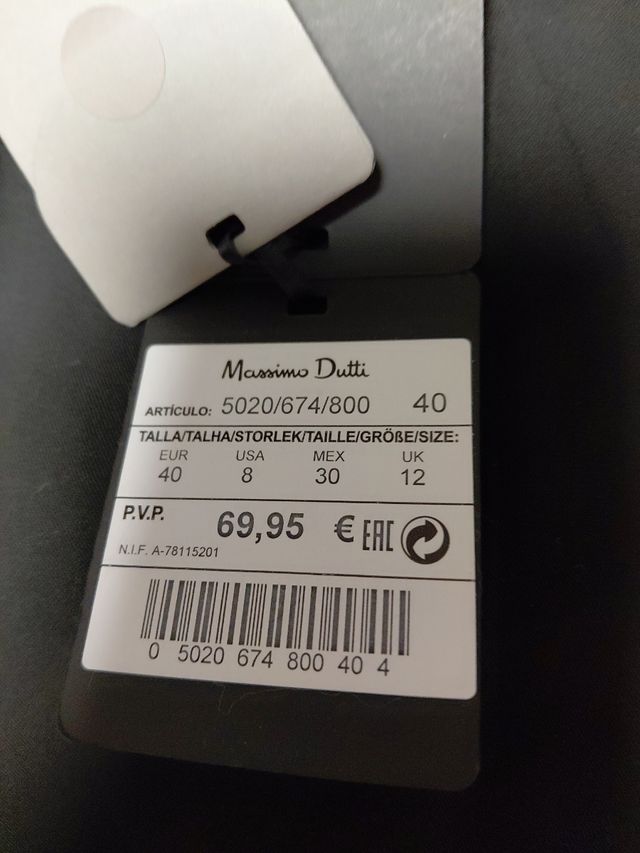 Massimo Dutti
ARTÍCULO: 5020/674/800 40
TALLA/TALHA/STORLEK/TAILLE/GRÖßE/SIZE:
EUR USA MEX UK
40 8 30 12
P.V.P. 69,95 € EAC
N.I.F. A-78115201
0 5020 674 800 40 4